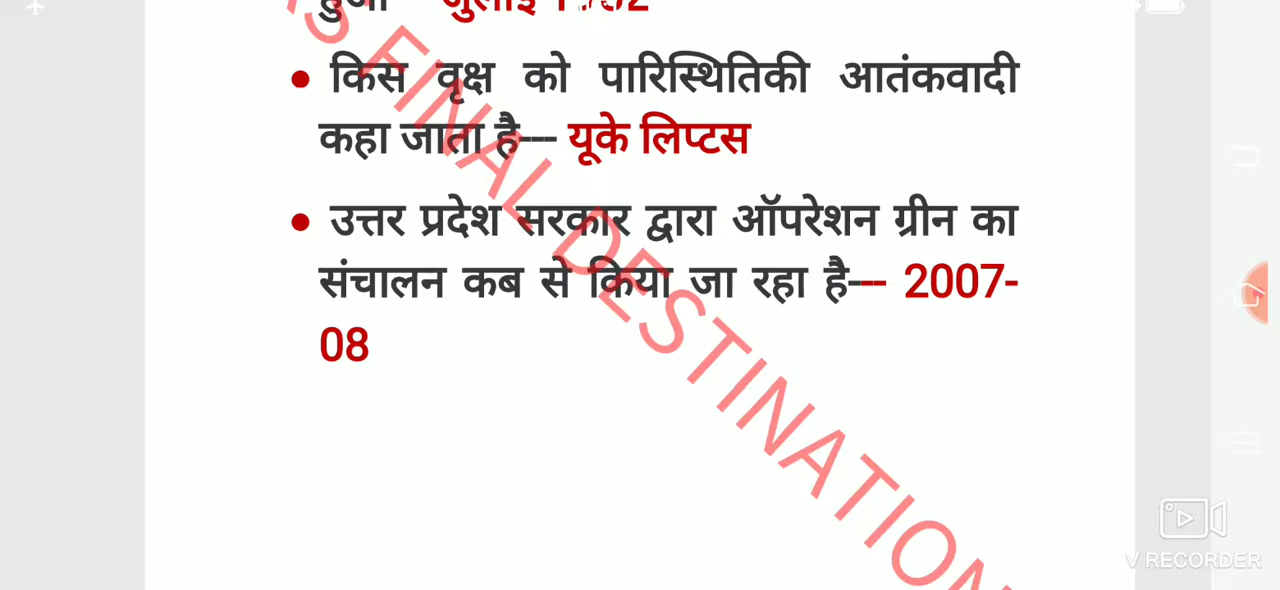 • किस वृक्ष को पारिस्थितिकी आतंकवादी
कहा जाता है--- यूके लिप्टस
• उत्तर प्रदेश सरकार द्वारा ऑपरेशन ग्रीन का
संचालन कब से किया जा रहा है--- 2007-
08
FINAL DESTINATION
V RECORDER